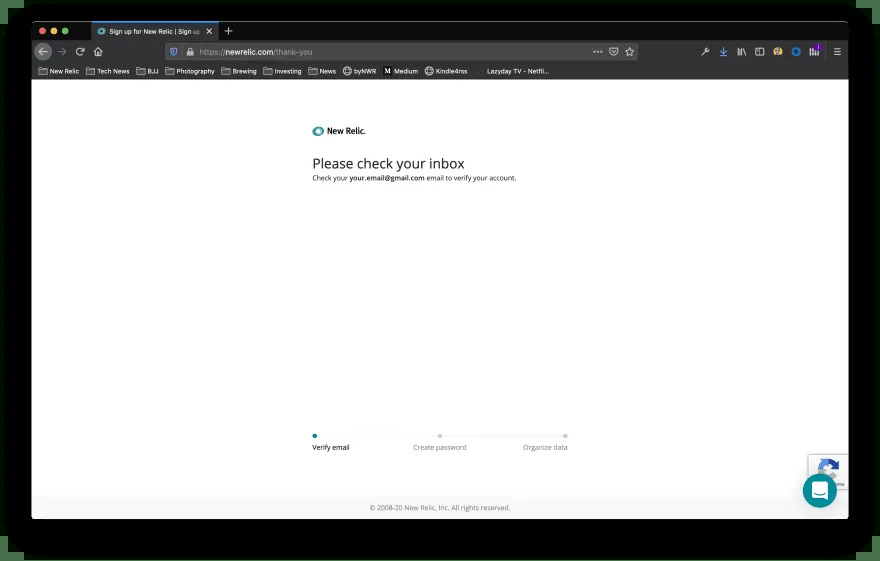 Sign up for New Relic | Sign up
https://newrelic.com/thank-you
New Relic Tech News BJJ Photography Brewing Investing News byNWR M Medium Kindle4rss Lazyday TV - Netfli...
New Relic.
Please check your inbox
Check your your.email@gmail.com email to verify your account.
Verify email Create password Organize data
© 2008-20 New Relic, Inc. All rights reserved.